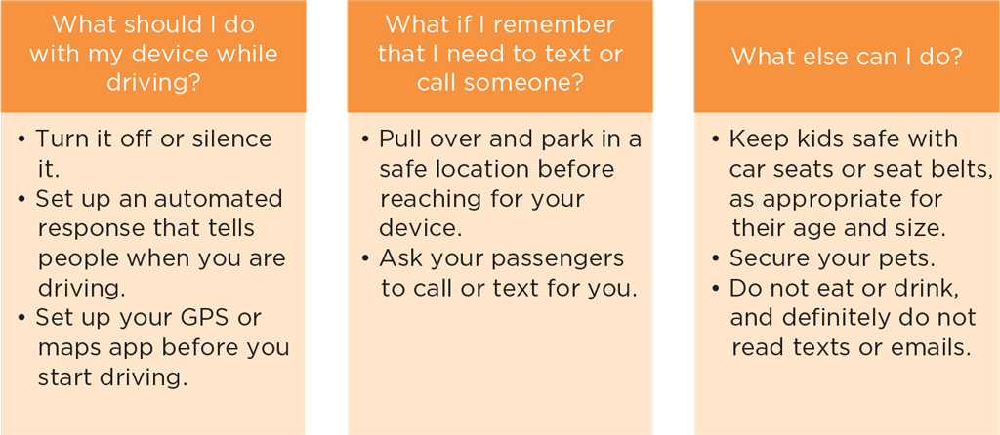 What should I do
with my device while
driving?
• Turn it off or silence
it.
• Set up an automated
response that tells
people when you are
driving.
• Set up your GPS or
maps app before you
start driving.
What if I remember
that I need to text or
call someone?
• Pull over and park in a
safe location before
reaching for your
device.
• Ask your passengers
to call or text for you.
What else can I do?
• Keep kids safe with
car seats or seat belts,
as appropriate for
their age and size.
• Secure your pets.
• Do not eat or drink,
and definitely do not
read texts or emails.